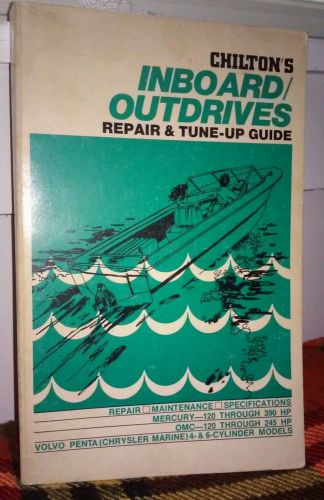 CHILTON'S
INBOARD/
OUTDRIVES
REPAIR & TUNE-UP GUIDE
REPAIR □ MAINTENANCE □ SPECIFICATIONS
MERCURY—120 THROUGH 390 HP
OMC—120 THROUGH 245 HP
VOLVO PENTA (CHRYSLER MARINE) 4- & 6-CYLINDER MODELS